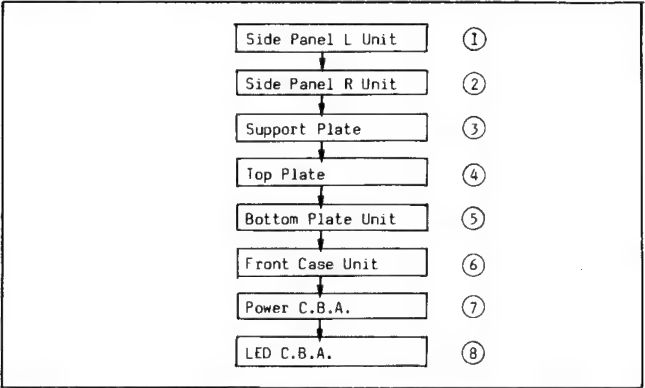 Side Panel L Unit ①
Side Panel R Unit ②
Support Plate ③
Top Plate ④
Bottom Plate Unit ⑤
Front Case Unit ⑥
Power C.B.A. ⑦
LED C.B.A. ⑧